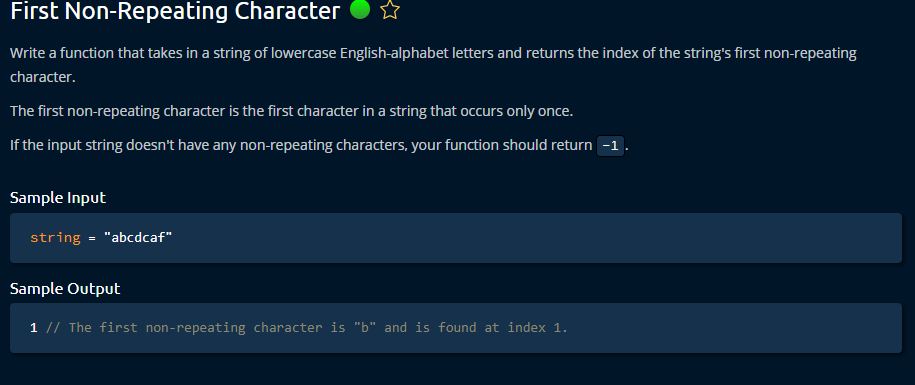 First Non-Repeating Character
Write a function that takes in a string of lowercase English-alphabet letters and returns the index of the string's first non-repeating
character.
The first non-repeating character is the first character in a string that occurs only once.
If the input string doesn't have any non-repeating characters, your function should return -1.
Sample Input
string = "abcdcaf"
Sample Output
1 // The first non-repeating character is "b" and is found at index 1.